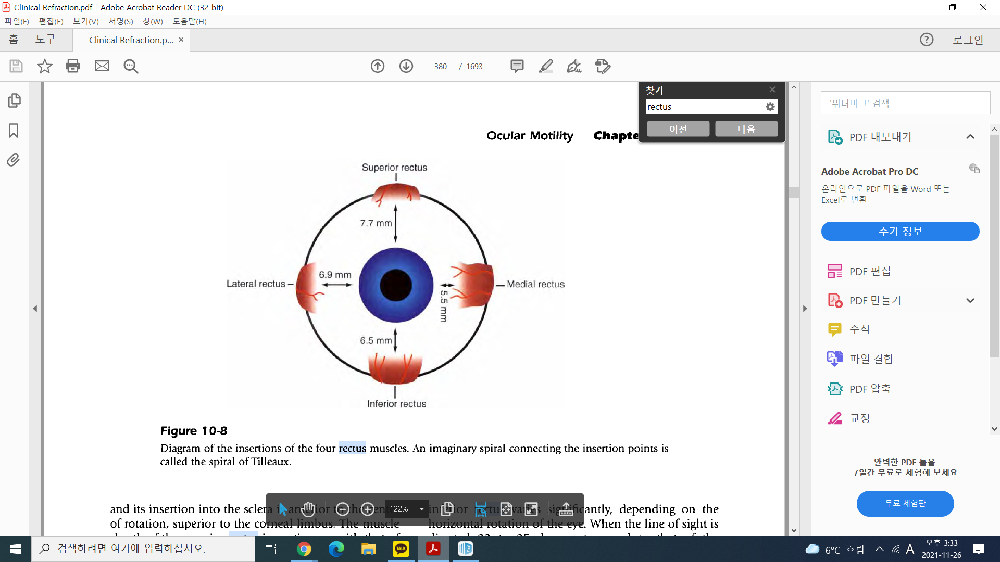 Clinical Refraction.pdf - Adobe Acrobat Reader DC (32-bit)
파일(F) 편집(E) 보기(V) 서명(S) 창(W) 도움말(H)
홈 도구 Clinical Refraction.p... × ? 로그인
380 / 1693
찾기
rectus
이전 다음
Ocular Motility Chapte
Superior rectus
7.7 mm
6.9 mm
Lateral rectus
Medial rectus
5.5 mm
6.5 mm
Inferior rectus
Figure 10-8
Diagram of the insertions of the four rectus muscles. An imaginary spiral connecting the insertion points is
called the spiral of Tilleaux.
and its insertion into the sclera is anterior to the
of rotation, superior to the corneal limbus. The muscle
122%
inferior rectus varies significantly, depending on the
horizontal rotation of the eye. When the line of sight is
'워터마크' 검색
PDF 내보내기
Adobe Acrobat Pro DC
온라인으로 PDF 파일을 Word 또는
Excel로 변환
추가 정보
PDF 편집
PDF 만들기
주석
파일 결합
PDF 압축
교정
완벽한 PDF 툴을
7일간 무료로 체험해 보세요
무료 체험판
검색하려면 여기에 입력하십시오.
TALK
6°C 흐림
A
오후 3:33
2021-11-26